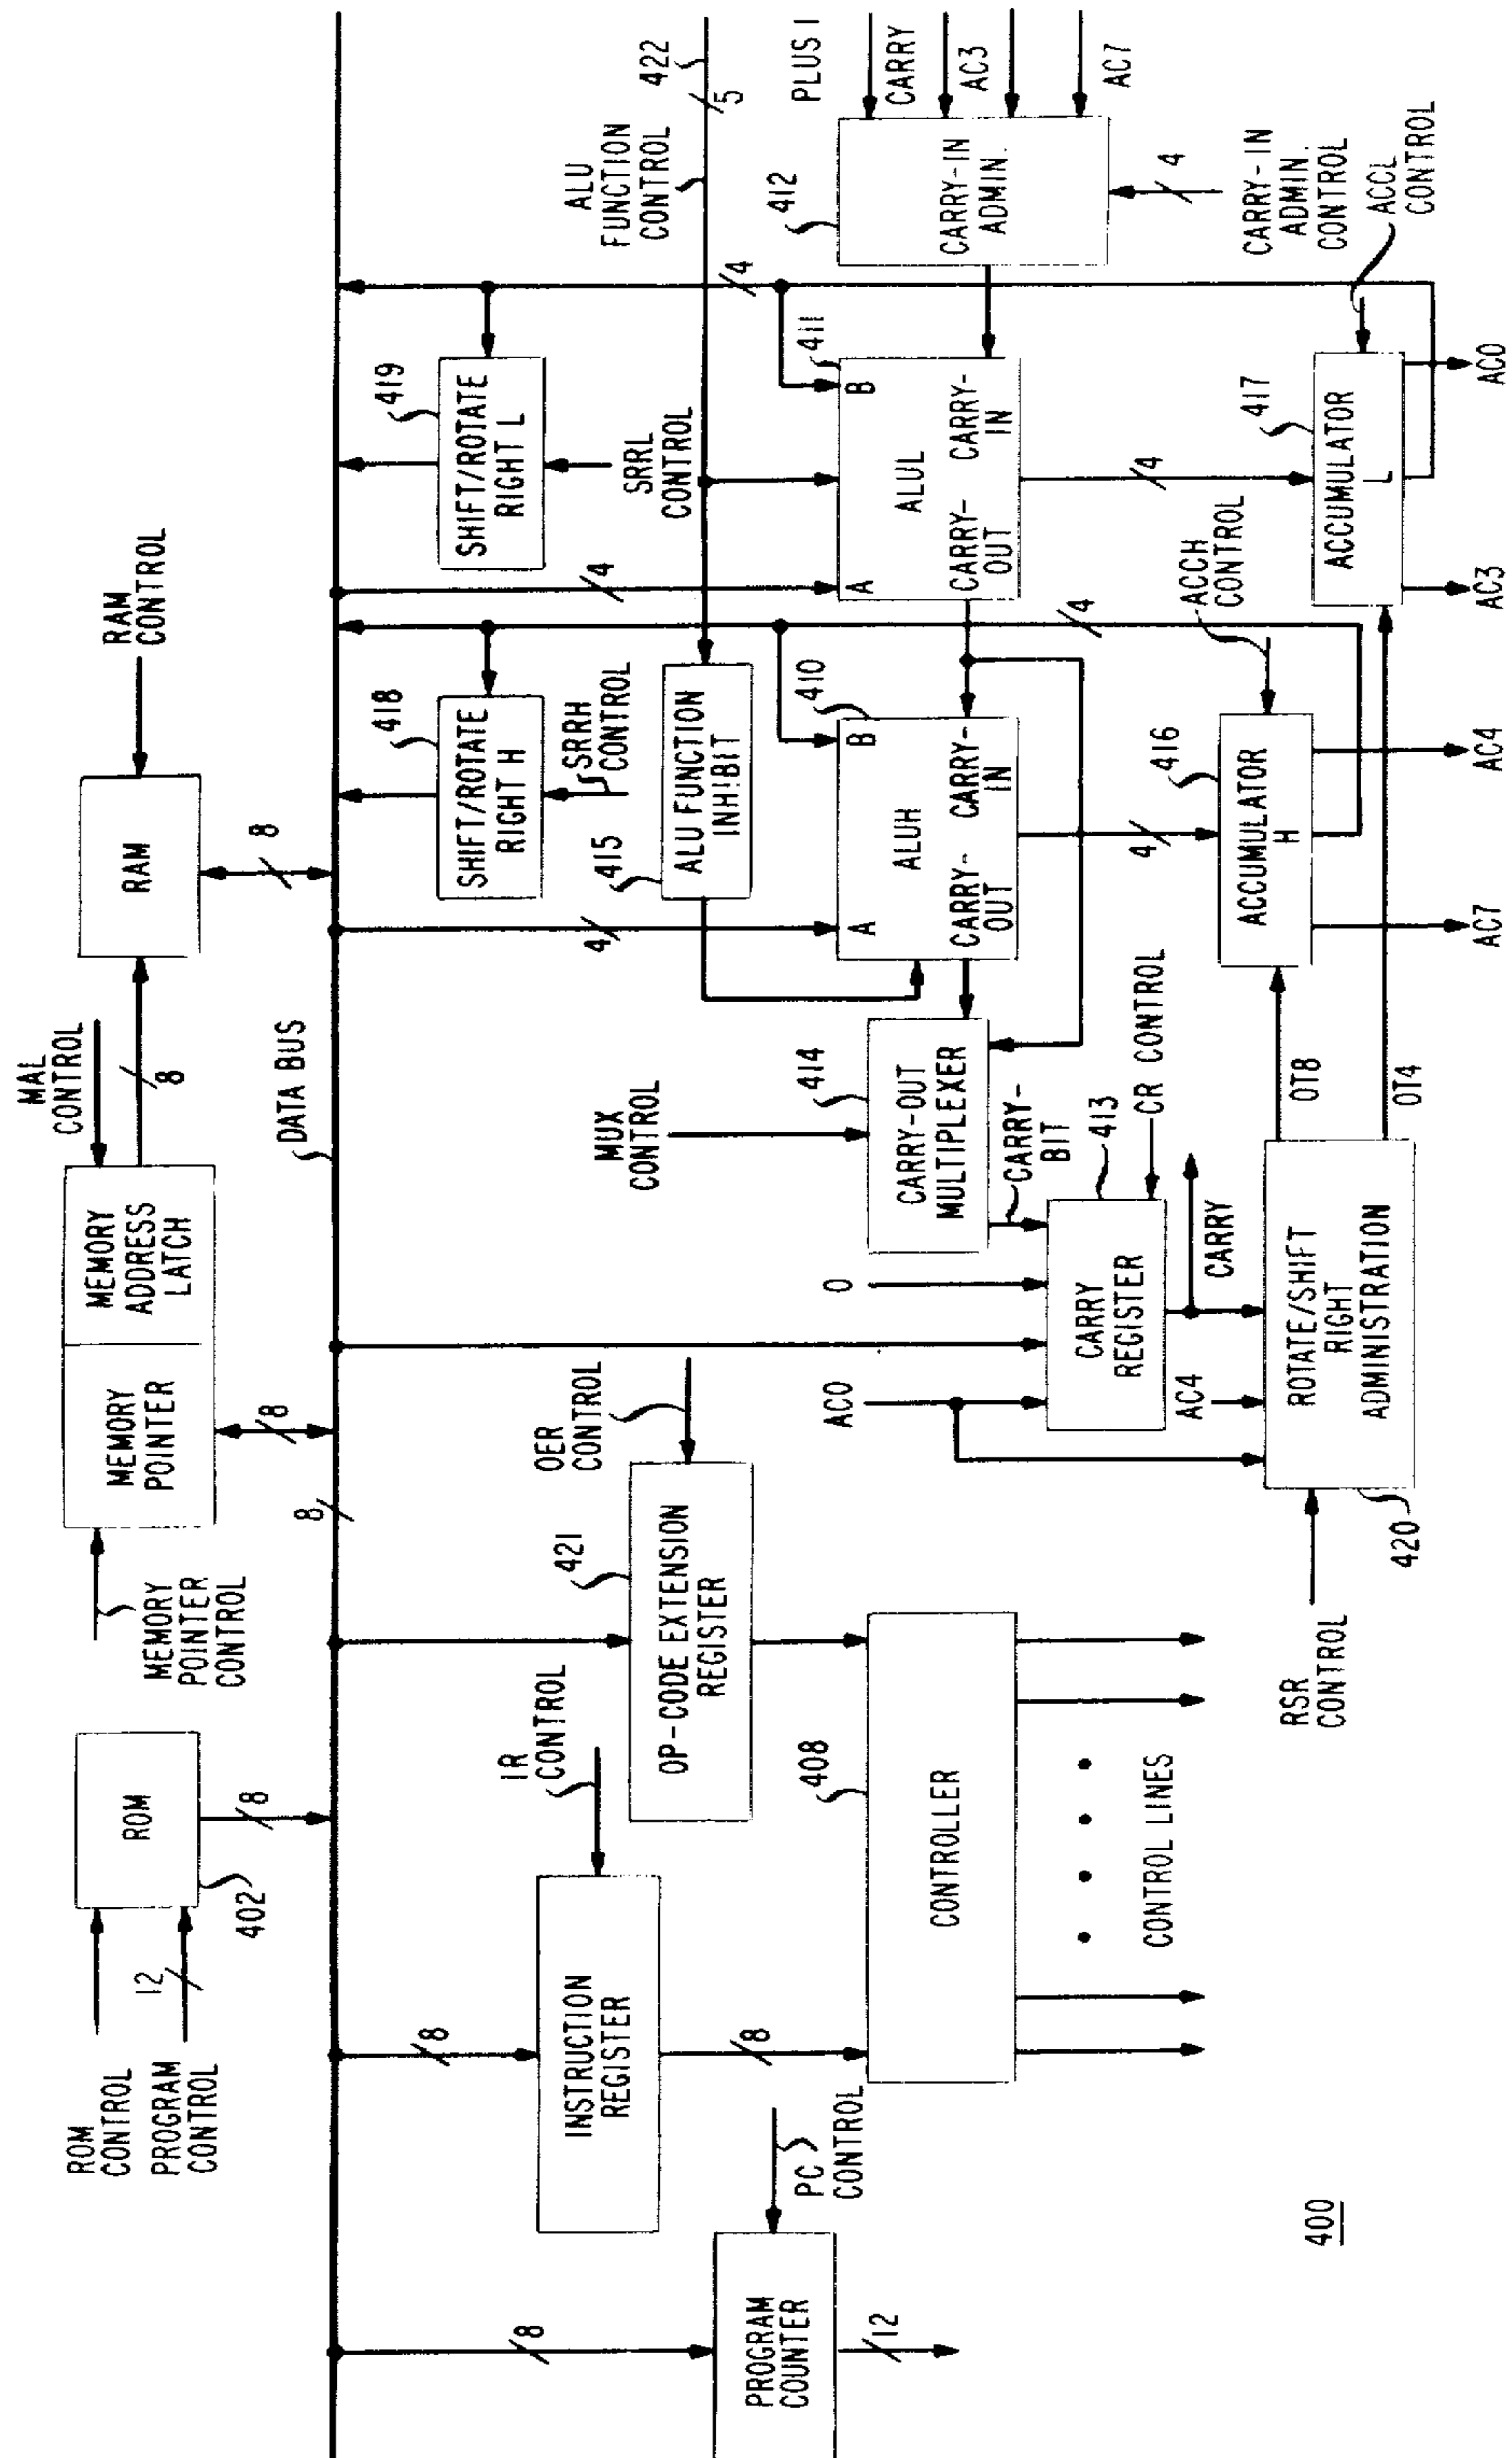 ROM
CONTROL
PROGRAM
CONTROL
12
ROM
402
8
MEMORY
POINTER
CONTROL
MEMORY
POINTER
MEMORY
ADDRESS
LATCH
MAL
CONTROL
8
8
RAM
RAM
CONTROL
8
8
DATA BUS
8
PROGRAM
COUNTER
PC
CONTROL
12
8
INSTRUCTION
REGISTER
IR
CONTROL
8
OP-CODE EXTENSION
REGISTER
421
OER
CONTROL
408
CONTROLLER
CONTROL LINES
SHIFT/ROTATE
RIGHT H
418
SRRH
CONTROL
SHIFT/ROTATE
RIGHT L
419
SRRL
CONTROL
415
ALU FUNCTION
INHIBIT
ALU
FUNCTION
CONTROL
422
5
4
4
4
MUX
CONTROL
414
CARRY-OUT
MULTIPLEXER
CARRY-
BIT
A
B
410
ALUH
CARRY-
OUT
CARRY-
IN
4
A
B
411
ALUL
CARRY-
OUT
CARRY-
IN
412
CARRY-IN
ADMIN.
PLUS 1
CARRY
AC3
AC7
4
CARRY-IN
ADMIN.
CONTROL
AC0
0
413
CARRY
REGISTER
CR CONTROL
CARRY
AC4
RSR
CONTROL
420
ROTATE/SHIFT
RIGHT
ADMINISTRATION
OT8
OT4
4
416
ACCUMULATOR
H
ACCH
CONTROL
AC7
AC4
4
417
ACCUMULATOR
L
ACCL
CONTROL
AC3
AC0
400